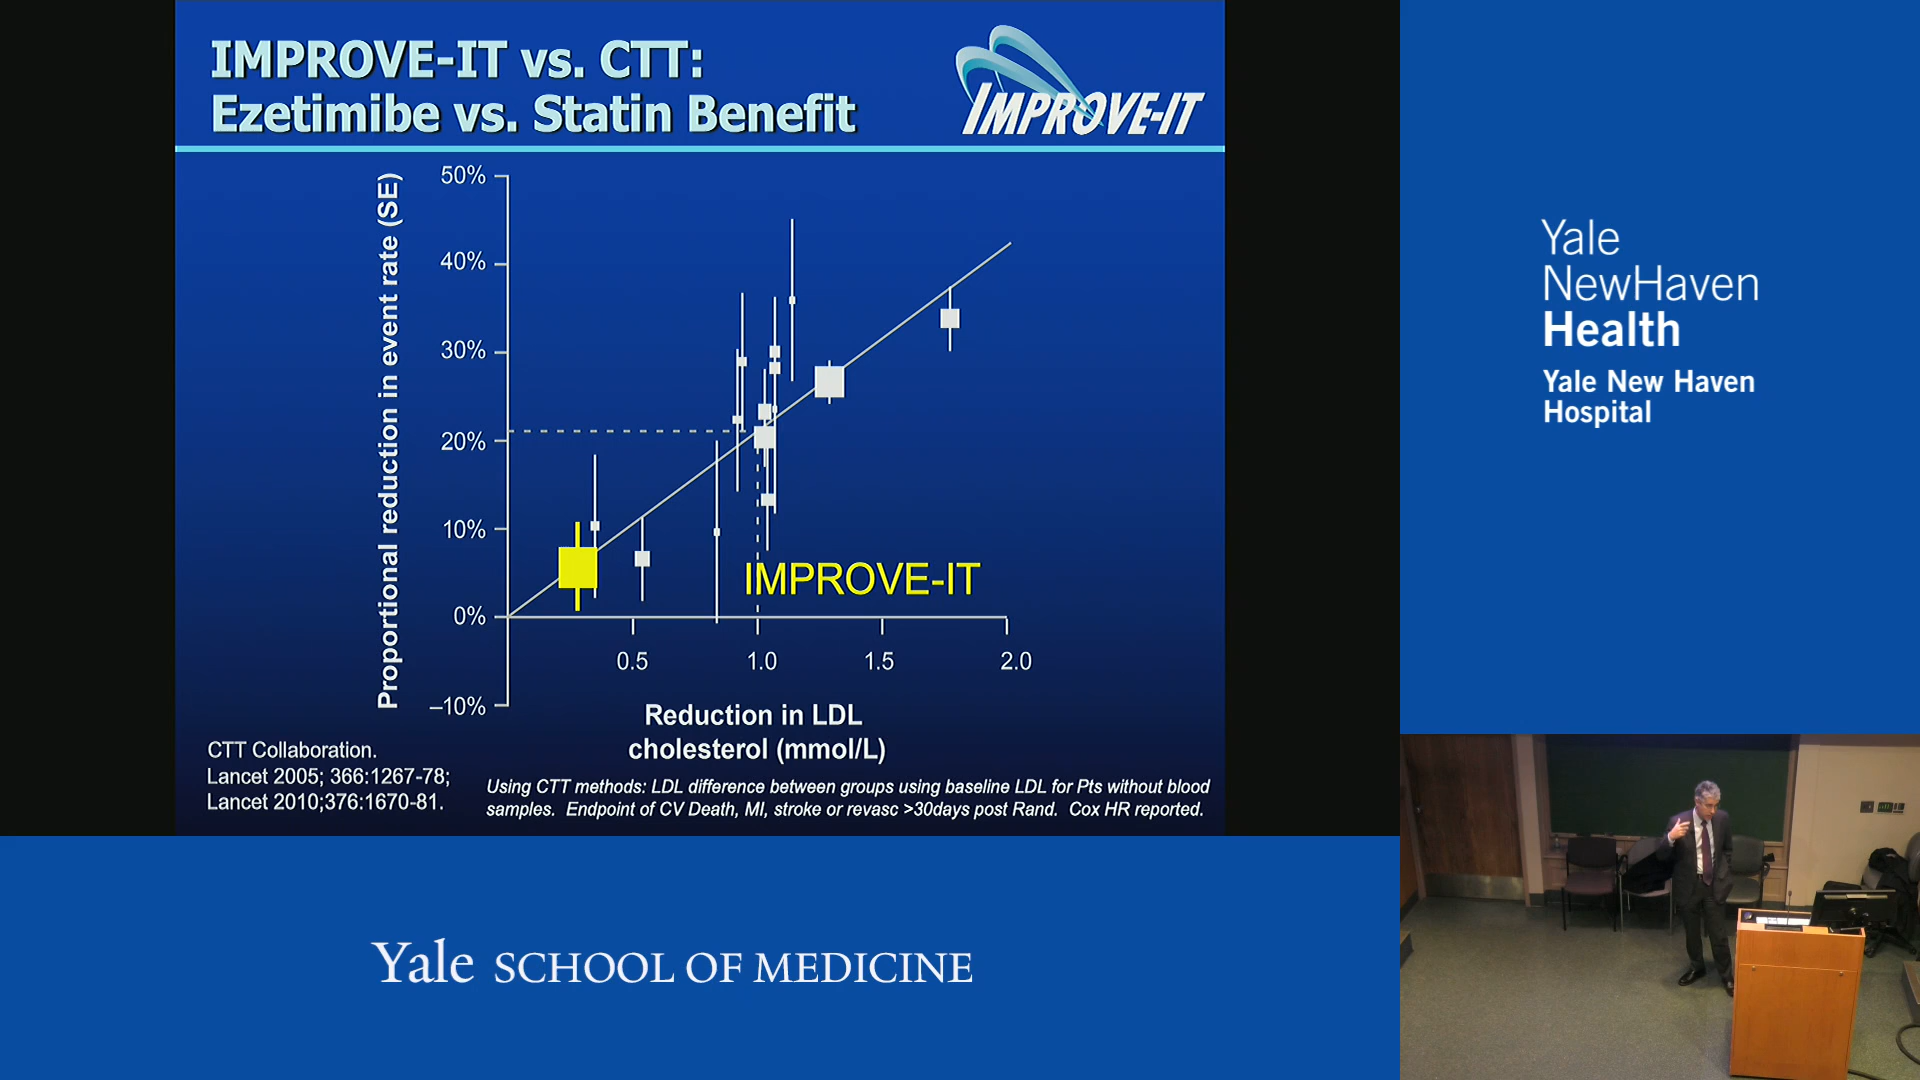 IMPROVE-IT vs. CTT:
Ezetimibe vs. Statin Benefit
IMPROVE-IT
Proportional reduction in event rate (SE)
50%
40%
30%
20%
10%
0%
–10%
IMPROVE-IT
0.5 1.0 1.5 2.0
Reduction in LDL
cholesterol (mmol/L)
CTT Collaboration.
Lancet 2005; 366:1267-78;
Lancet 2010;376:1670-81.
Using CTT methods: LDL difference between groups using baseline LDL for Pts without blood
samples. Endpoint of CV Death, MI, stroke or revasc >30days post Rand. Cox HR reported.
Yale
NewHaven
Health
Yale New Haven
Hospital
Yale SCHOOL OF MEDICINE